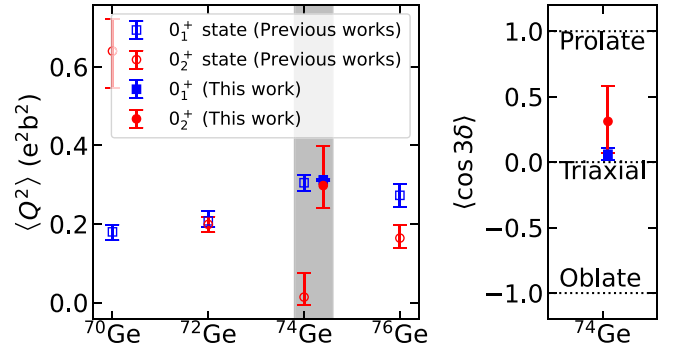 0₁⁺ state (Previous works)
0₂⁺ state (Previous works)
0₁⁺ (This work)
0₂⁺ (This work)
⟨Q²⟩ (e²b²)
0.6
0.4
0.2
0.0
⁷⁰Ge
⁷²Ge
⁷⁴Ge
⁷⁶Ge
⟨cos 3δ⟩
1.0
0.5
0.0
−0.5
−1.0
Prolate
Triaxial
Oblate
⁷⁴Ge